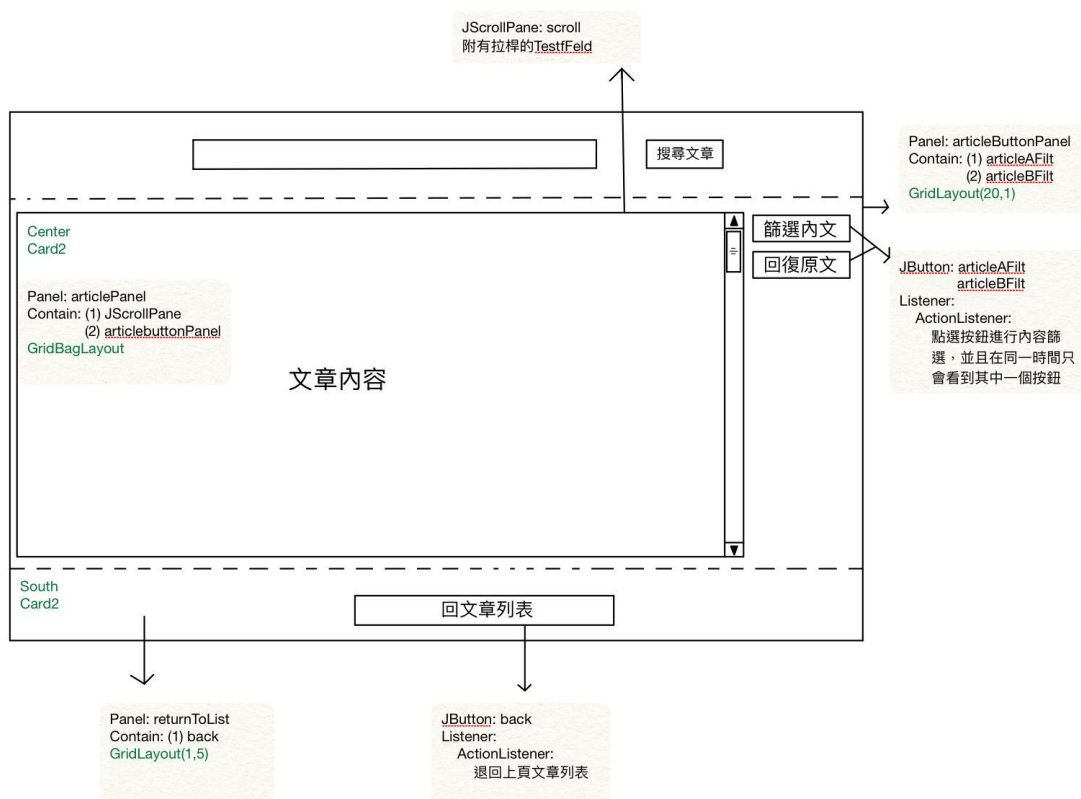 JScrollPane: scroll
附有拉桿的TestfFeld
搜尋文章
Panel: articleButtonPanel
Contain: (1) articleAFilt
(2) articleBFilt
GridLayout(20,1)
Center
Card2
篩選內文
回復原文
Panel: articlePanel
Contain: (1) JScrollPane
(2) articlebuttonPanel
GridBagLayout
JButton: articleAFilt
articleBFilt
Listener:
ActionListener:
點選按鈕進行內容篩
選,並且在同一時間只
會看到其中一個按鈕
文章內容
South
Card2
回文章列表
Panel: returnToList
Contain: (1) back
GridLayout(1,5)
JButton: back
Listener:
ActionListener:
退回上頁文章列表